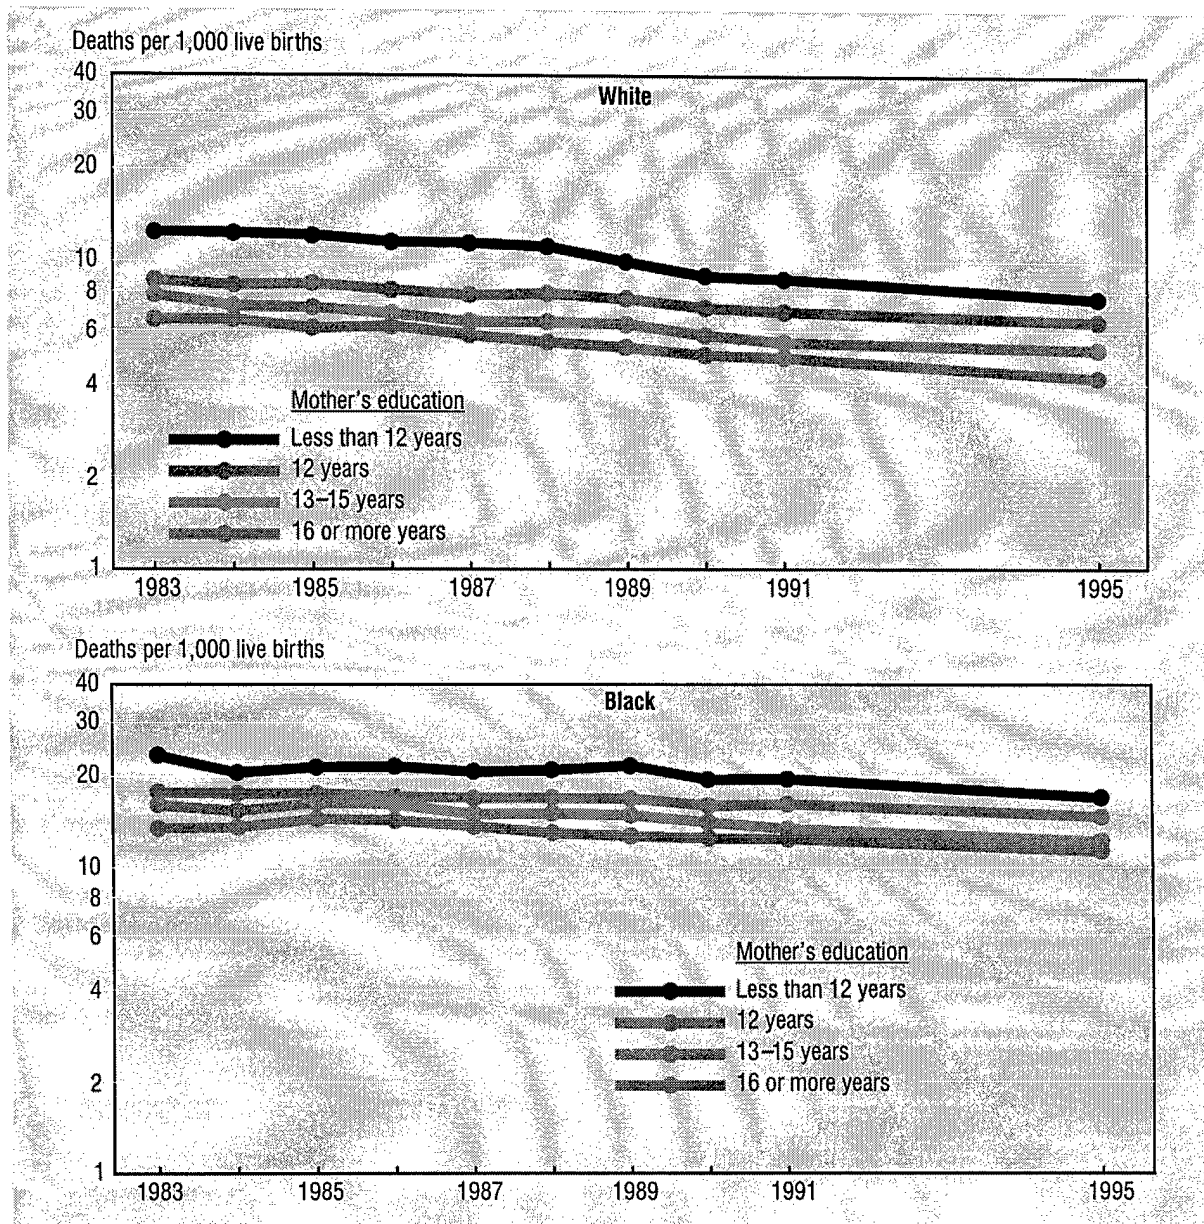 Deaths per 1,000 live births
40
White
30
20
10
8
6
4
Mother's education
Less than 12 years
12 years
2
13–15 years
16 or more years
1
1983 1985 1987 1989 1991 1995
Deaths per 1,000 live births
40
Black
30
20
10
8
6
Mother's education
4
Less than 12 years
12 years
13–15 years
2
16 or more years
1
1983 1985 1987 1989 1991 1995